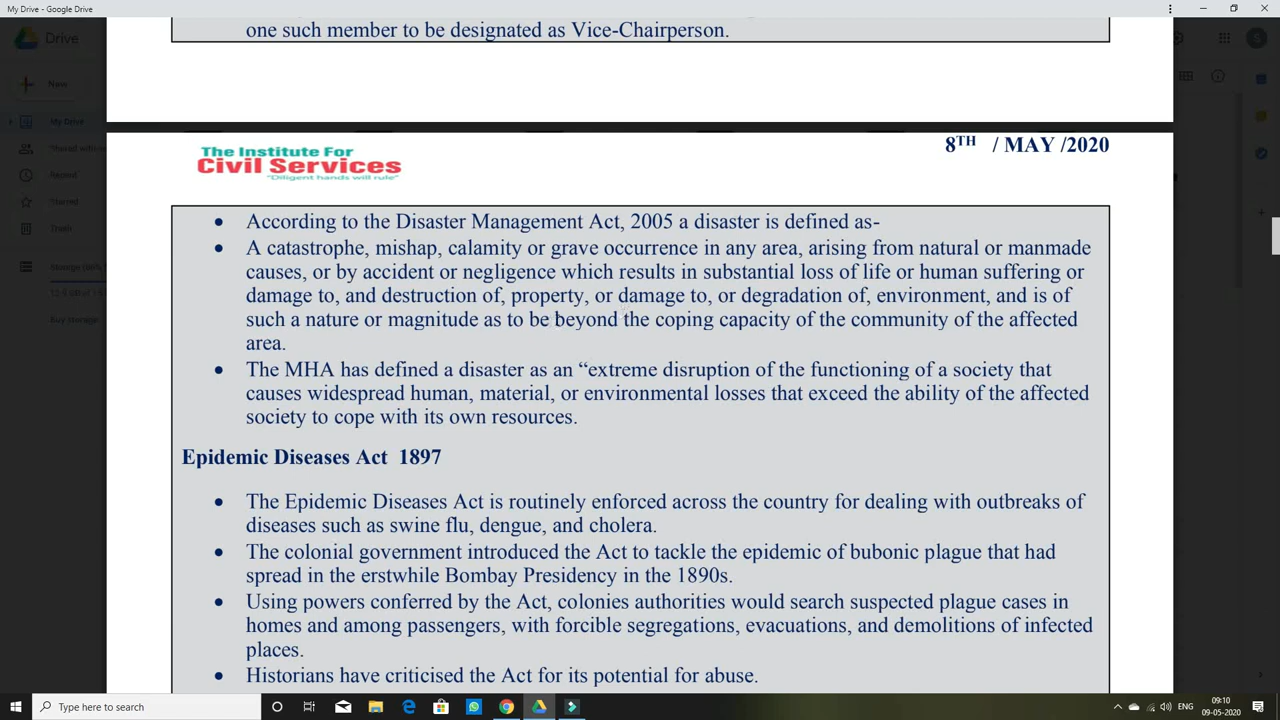 My Drive - Google Drive
one such member to be designated as Vice-Chairperson.
Drive
New
My Drive
Shared with me
Recent
Starred
Trash
Buy storage
The Institute For
Civil Services
"Diligent hands will rule"
8TH / MAY /2020
• According to the Disaster Management Act, 2005 a disaster is defined as-
• A catastrophe, mishap, calamity or grave occurrence in any area, arising from natural or manmade
causes, or by accident or negligence which results in substantial loss of life or human suffering or
damage to, and destruction of, property, or damage to, or degradation of, environment, and is of
such a nature or magnitude as to be beyond the coping capacity of the community of the affected
area.
• The MHA has defined a disaster as an “extreme disruption of the functioning of a society that
causes widespread human, material, or environmental losses that exceed the ability of the affected
society to cope with its own resources.
Epidemic Diseases Act 1897
• The Epidemic Diseases Act is routinely enforced across the country for dealing with outbreaks of
diseases such as swine flu, dengue, and cholera.
• The colonial government introduced the Act to tackle the epidemic of bubonic plague that had
spread in the erstwhile Bombay Presidency in the 1890s.
• Using powers conferred by the Act, colonies authorities would search suspected plague cases in
homes and among passengers, with forcible segregations, evacuations, and demolitions of infected
places.
• Historians have criticised the Act for its potential for abuse.
Type here to search
ENG
09:10
09-05-2020